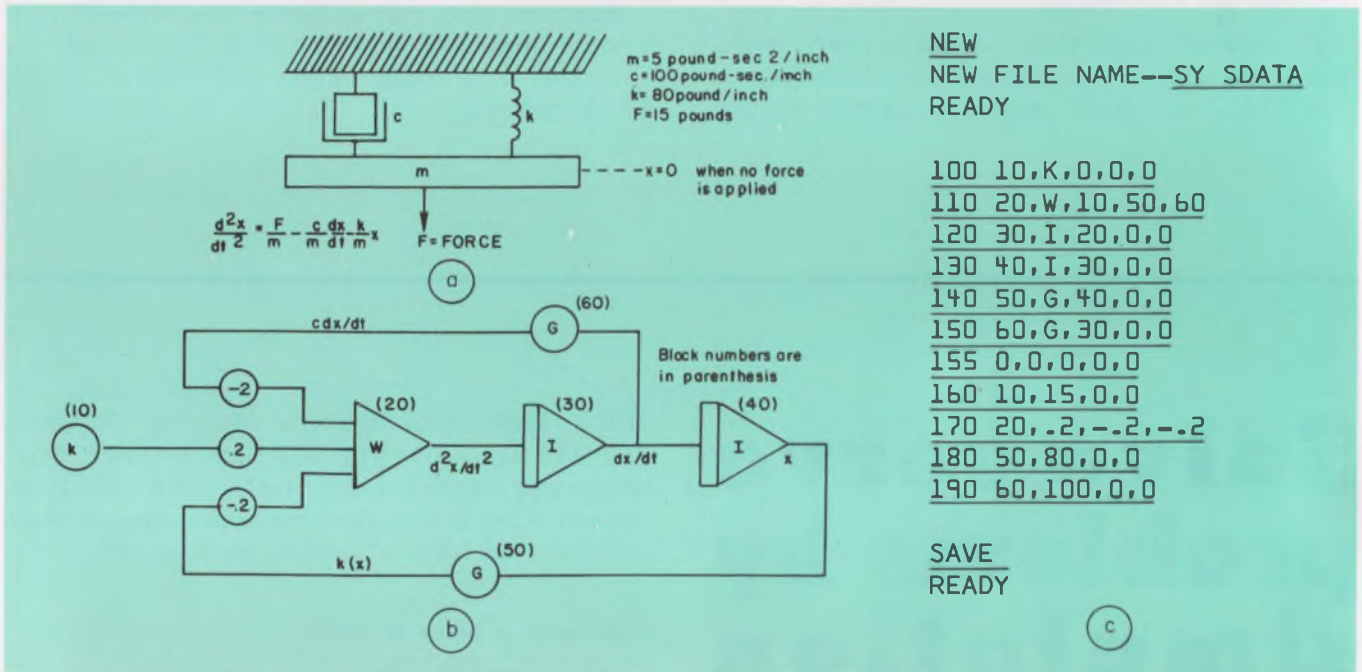 m=5 pound-sec 2/inch
c=100 pound-sec./inch
k=80 pound/inch
F=15 pounds
c
k
m
x=0 when no force
is applied
d²x/dt 2 = F/m - c/m dx/dt - k/m x
F=FORCE
a
(60)
cdx/dt
G
Block numbers are
in parenthesis
-.2
(10)
(20)
(30)
(40)
k
.2
W
I
I
d²x/dt²
dx/dt
x
-.2
(50)
k(x)
G
b
NEW
NEW FILE NAME--SY SDATA
READY
100 10,K,0,0,0
110 20,W,10,50,60
120 30,I,20,0,0
130 40,I,30,0,0
140 50,G,40,0,0
150 60,G,30,0,0
155 0,0,0,0,0
160 10,15,0,0
170 20,.2,-.2,-.2
180 50,80,0,0
190 60,100,0,0
SAVE
READY
c